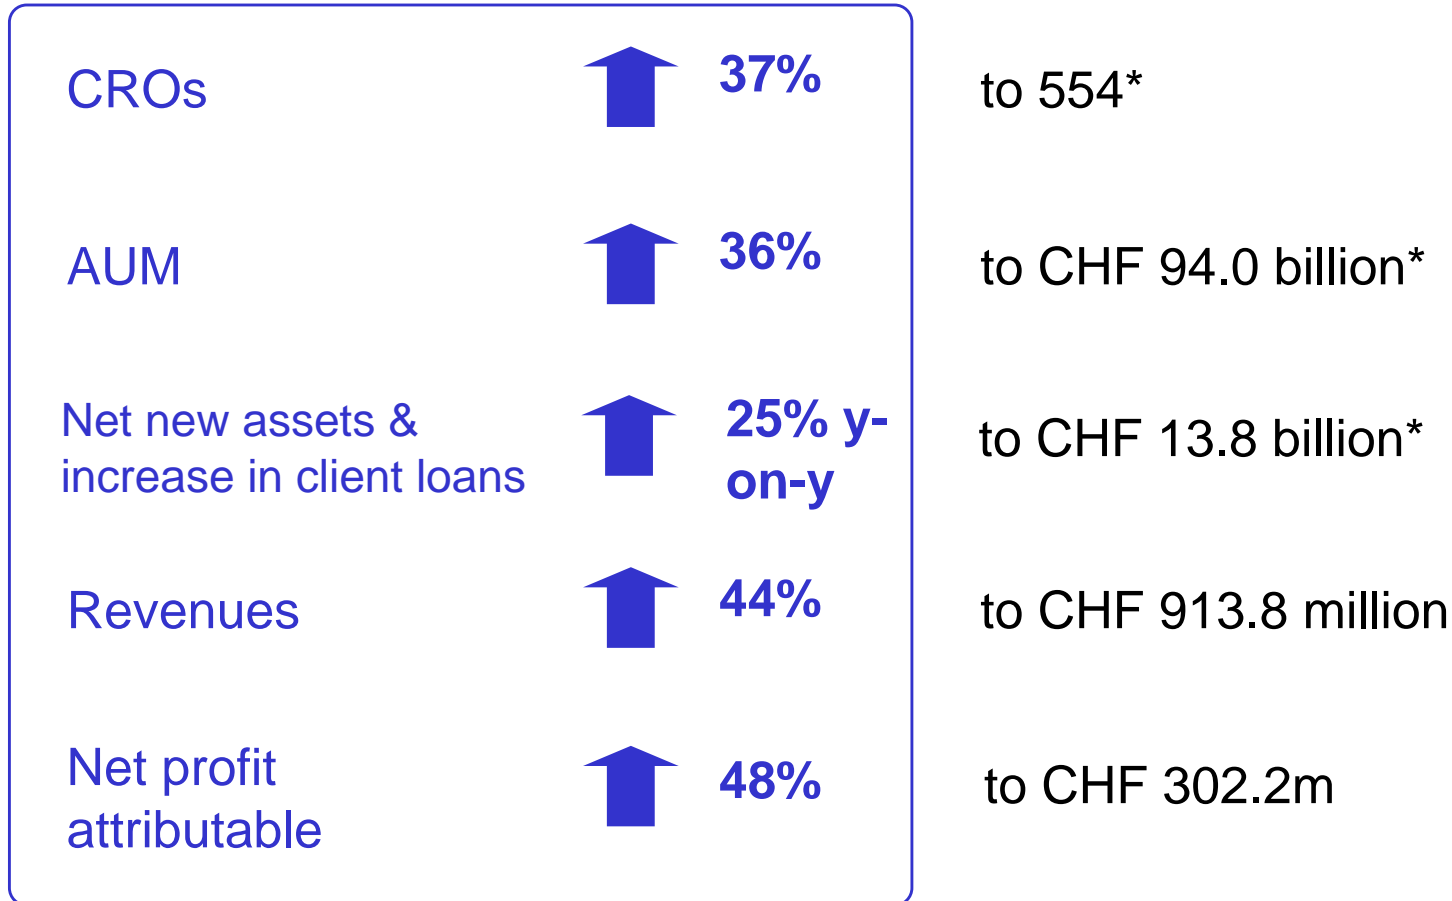 CROs 37% to 554*
AUM 36% to CHF 94.0 billion*
Net new assets &
increase in client loans
25% y-
on-y
to CHF 13.8 billion*
Revenues 44% to CHF 913.8 million
Net profit
attributable
48%
to CHF 302.2m